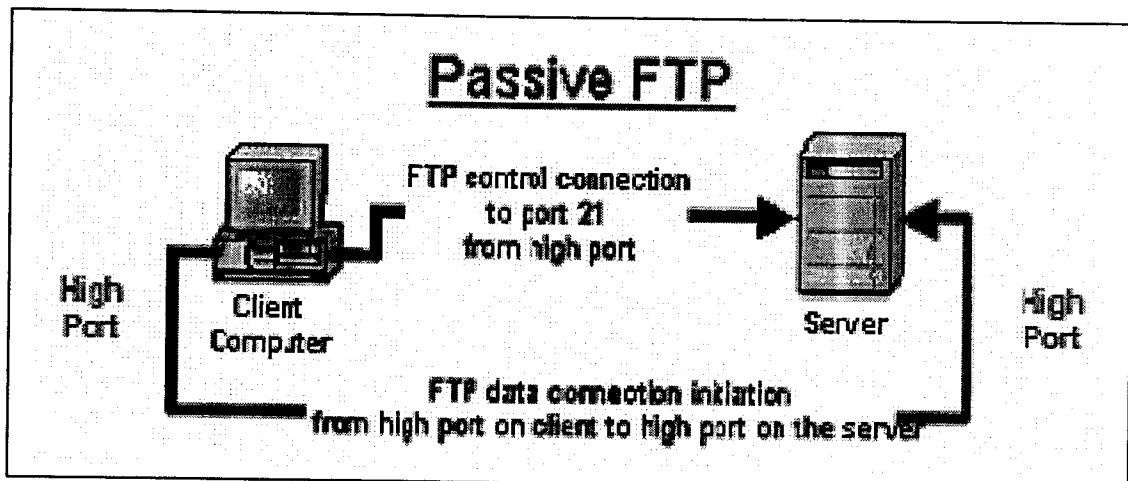 Passive FTP
FTP control connection
to port 21
from high port
High
Port
Client
Computer
Server
High
Port
FTP data connection initiation
from high port on client to high port on the server